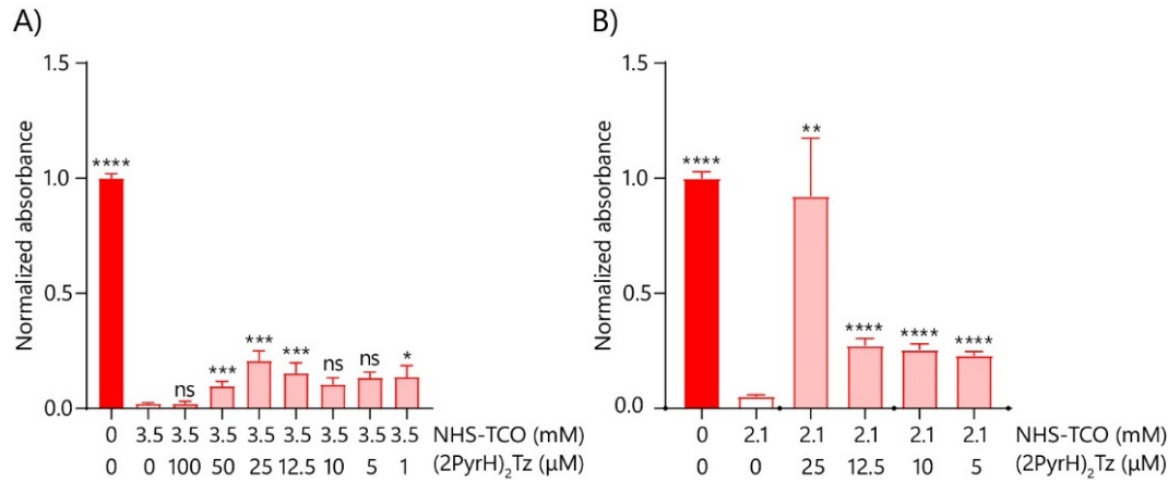 A)
1.5
1.0
0.5
0.0
Normalized absorbance
**** ns *** *** *** ns ns *
0 3.5 3.5 3.5 3.5 3.5 3.5 3.5 3.5 NHS-TCO (mM)
0 0 100 50 25 12.5 10 5 1 (2PyrH)₂Tz (µM)
B)
1.5
1.0
0.5
0.0
Normalized absorbance
**** ** **** **** ****
0 2.1 2.1 2.1 2.1 2.1 NHS-TCO (mM)
0 0 25 12.5 10 5 (2PyrH)₂Tz (µM)